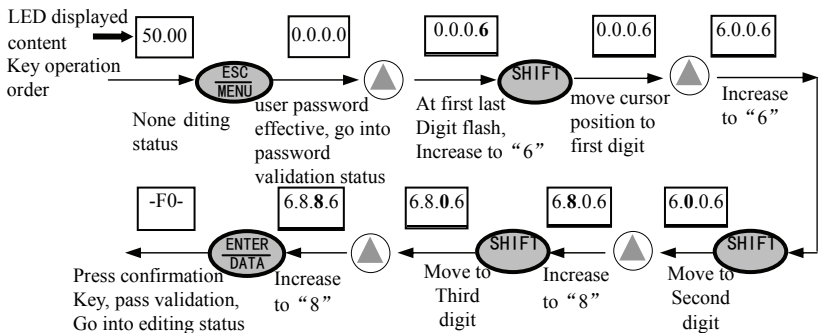 LED displayed
content
Key operation
order
50.00
ESC
MENU
None diting
status
0.0.0.0
user password
effective, go into
password
validation status
0.0.0.6
At first last
Digit flash,
Increase to “6”
SHIFT
0.0.0.6
move cursor
position to
first digit
6.0.0.6
Increase
to “6”
SHIFT
6.0.0.6
Move to
Second
digit
6.8.0.6
Increase
to “8”
SHIFT
6.8.0.6
Move to
Third
digit
6.8.8.6
Increase
to “8”
ENTER
DATA
-F0-
Press confirmation
Key, pass validation,
Go into editing status